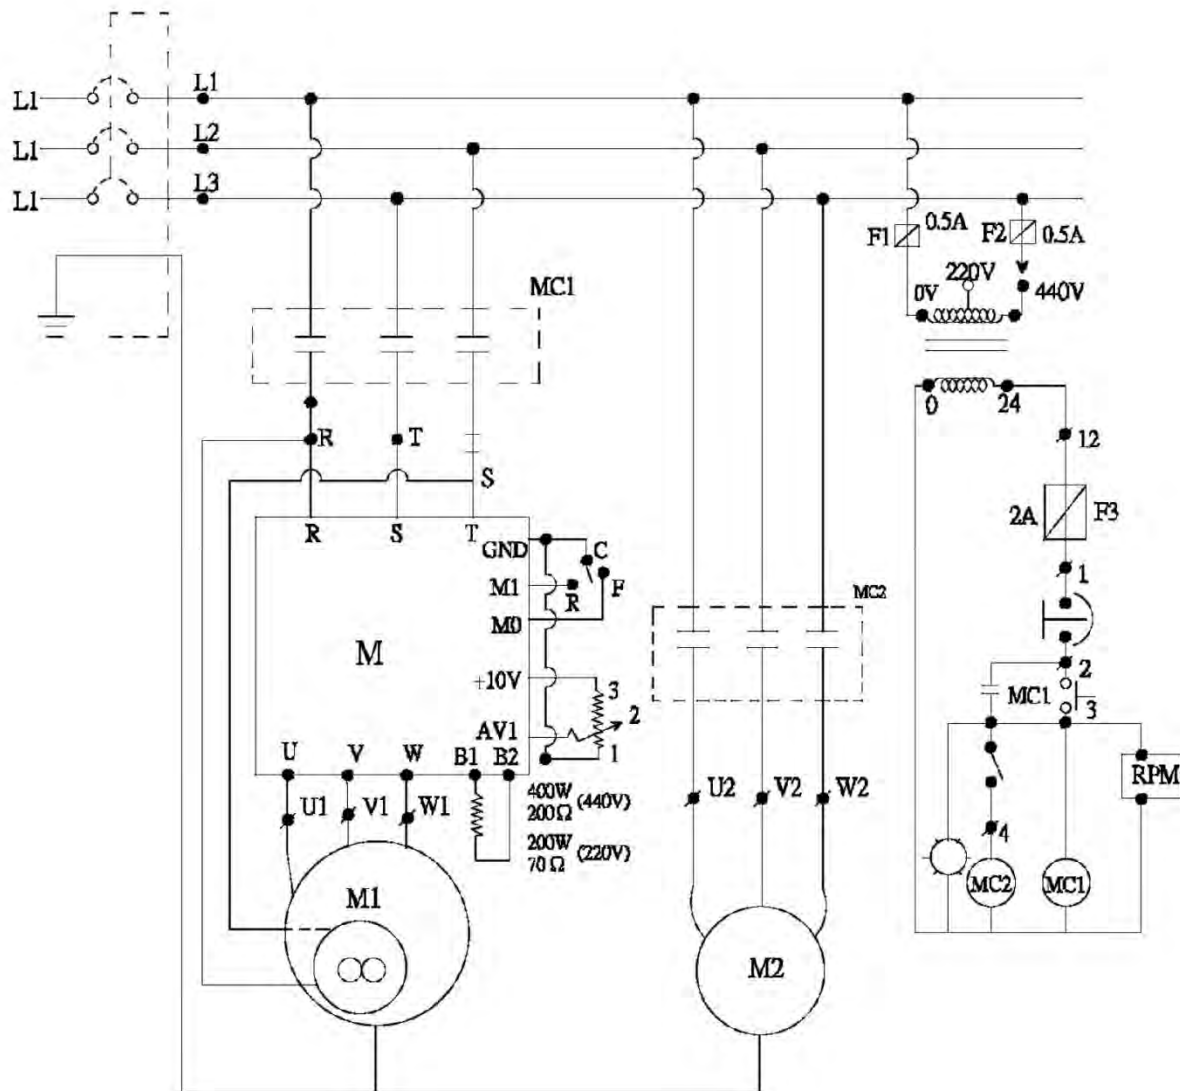 L1
L1
L2
L1
L3
F1
0.5A
F2
0.5A
220V
0V
440V
MC1
0
24
12
R
T
S
2A
F3
R
S
T
GND
C
1
M1
R
F
MC2
M0
M
2
+10V
3
MC1
2
3
AV1
1
U
V
W
B1
B2
RPM
U1
V1
W1
400W
200Ω
(440V)
U2
V2
W2
200W
70Ω
(220V)
4
M1
MC2
MC1
M2
L1